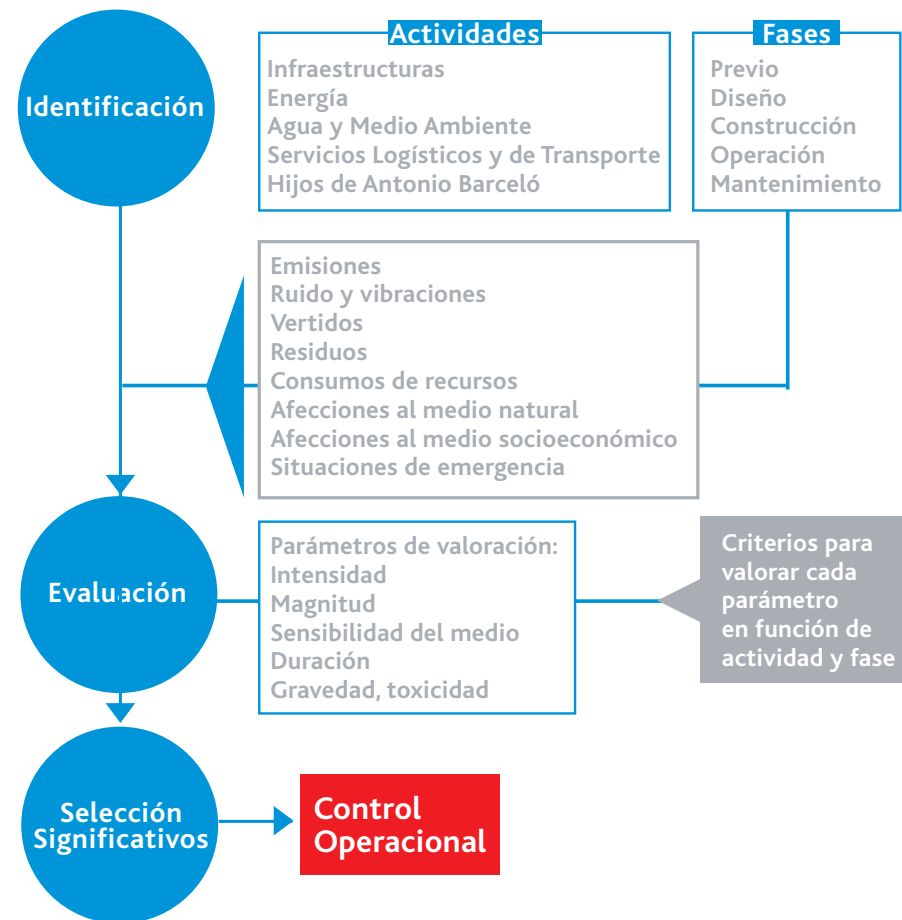 Identificación
Actividades
Infraestructuras
Energía
Agua y Medio Ambiente
Servicios Logísticos y de Transporte
Hijos de Antonio Barceló
Fases
Previo
Diseño
Construcción
Operación
Mantenimiento
Emisiones
Ruido y vibraciones
Vertidos
Residuos
Consumos de recursos
Afecciones al medio natural
Afecciones al medio socioeconómico
Situaciones de emergencia
Evaluación
Parámetros de valoración:
Intensidad
Magnitud
Sensibilidad del medio
Duración
Gravedad, toxicidad
Criterios para
valorar cada
parámetro
en función de
actividad y fase
Selección
Significativos
Control
Operacional